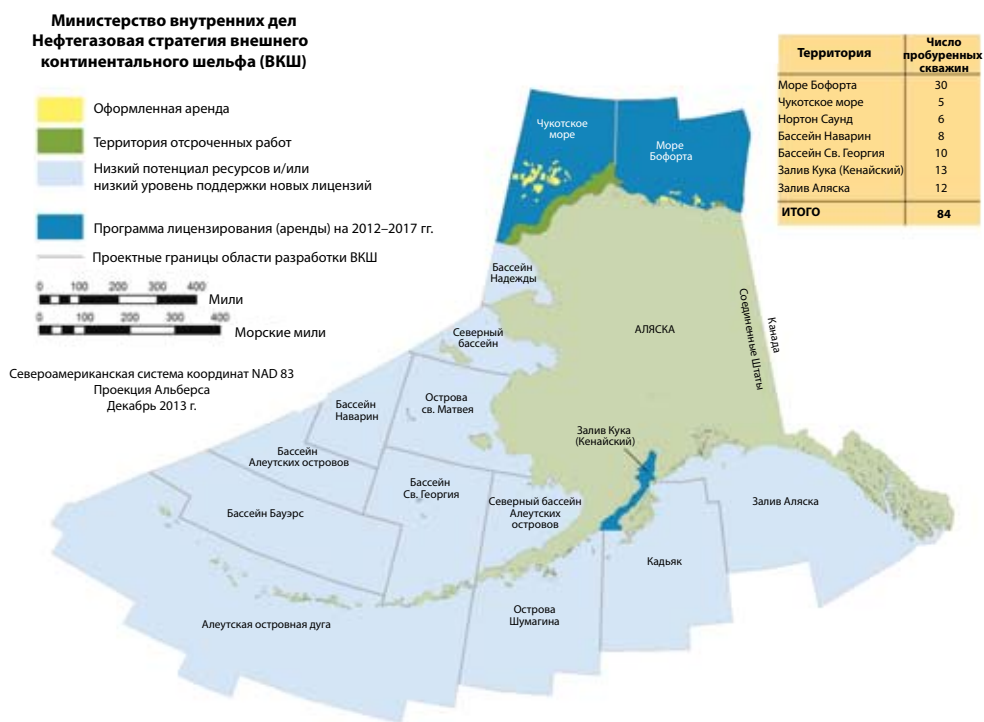 Министерство внутренних дел
Нефтегазовая стратегия внешнего
континентального шельфа (ВКШ)
Оформленная аренда
Территория отсроченных работ
Низкий потенциал ресурсов и/или
низкий уровень поддержки новых лицензий
Программа лицензирования (аренды) на 2012–2017 гг.
Проектные границы области разработки ВКШ
0 100 200 300 400
Мили
0 100 200 300 400
Морские мили
Североамериканская система координат NAD 83
Проекция Альберса
Декабрь 2013 г.
Территория Число пробуренных скважин
Море Бофорта 30
Чукотское море 5
Нортон Саунд 6
Бассейн Наварин 8
Бассейн Св. Георгия 10
Залив Кука (Кенайский) 13
Залив Аляска 12
ИТОГО 84
Чукотское
море
Море
Бофорта
Бассейн
Надежды
Северный
бассейн
АЛЯСКА
Соединенные Штаты
Канада
Острова
св. Матвея
Бассейн
Наварин
Бассейн
Алеутских островов
Залив Кука
(Кенайский)
Бассейн
Св. Георгия
Северный бассейн
Алеутских
островов
Залив Аляска
Бассейн Бауэрс
Кадьяк
Острова
Шумагина
Алеутская островная дуга